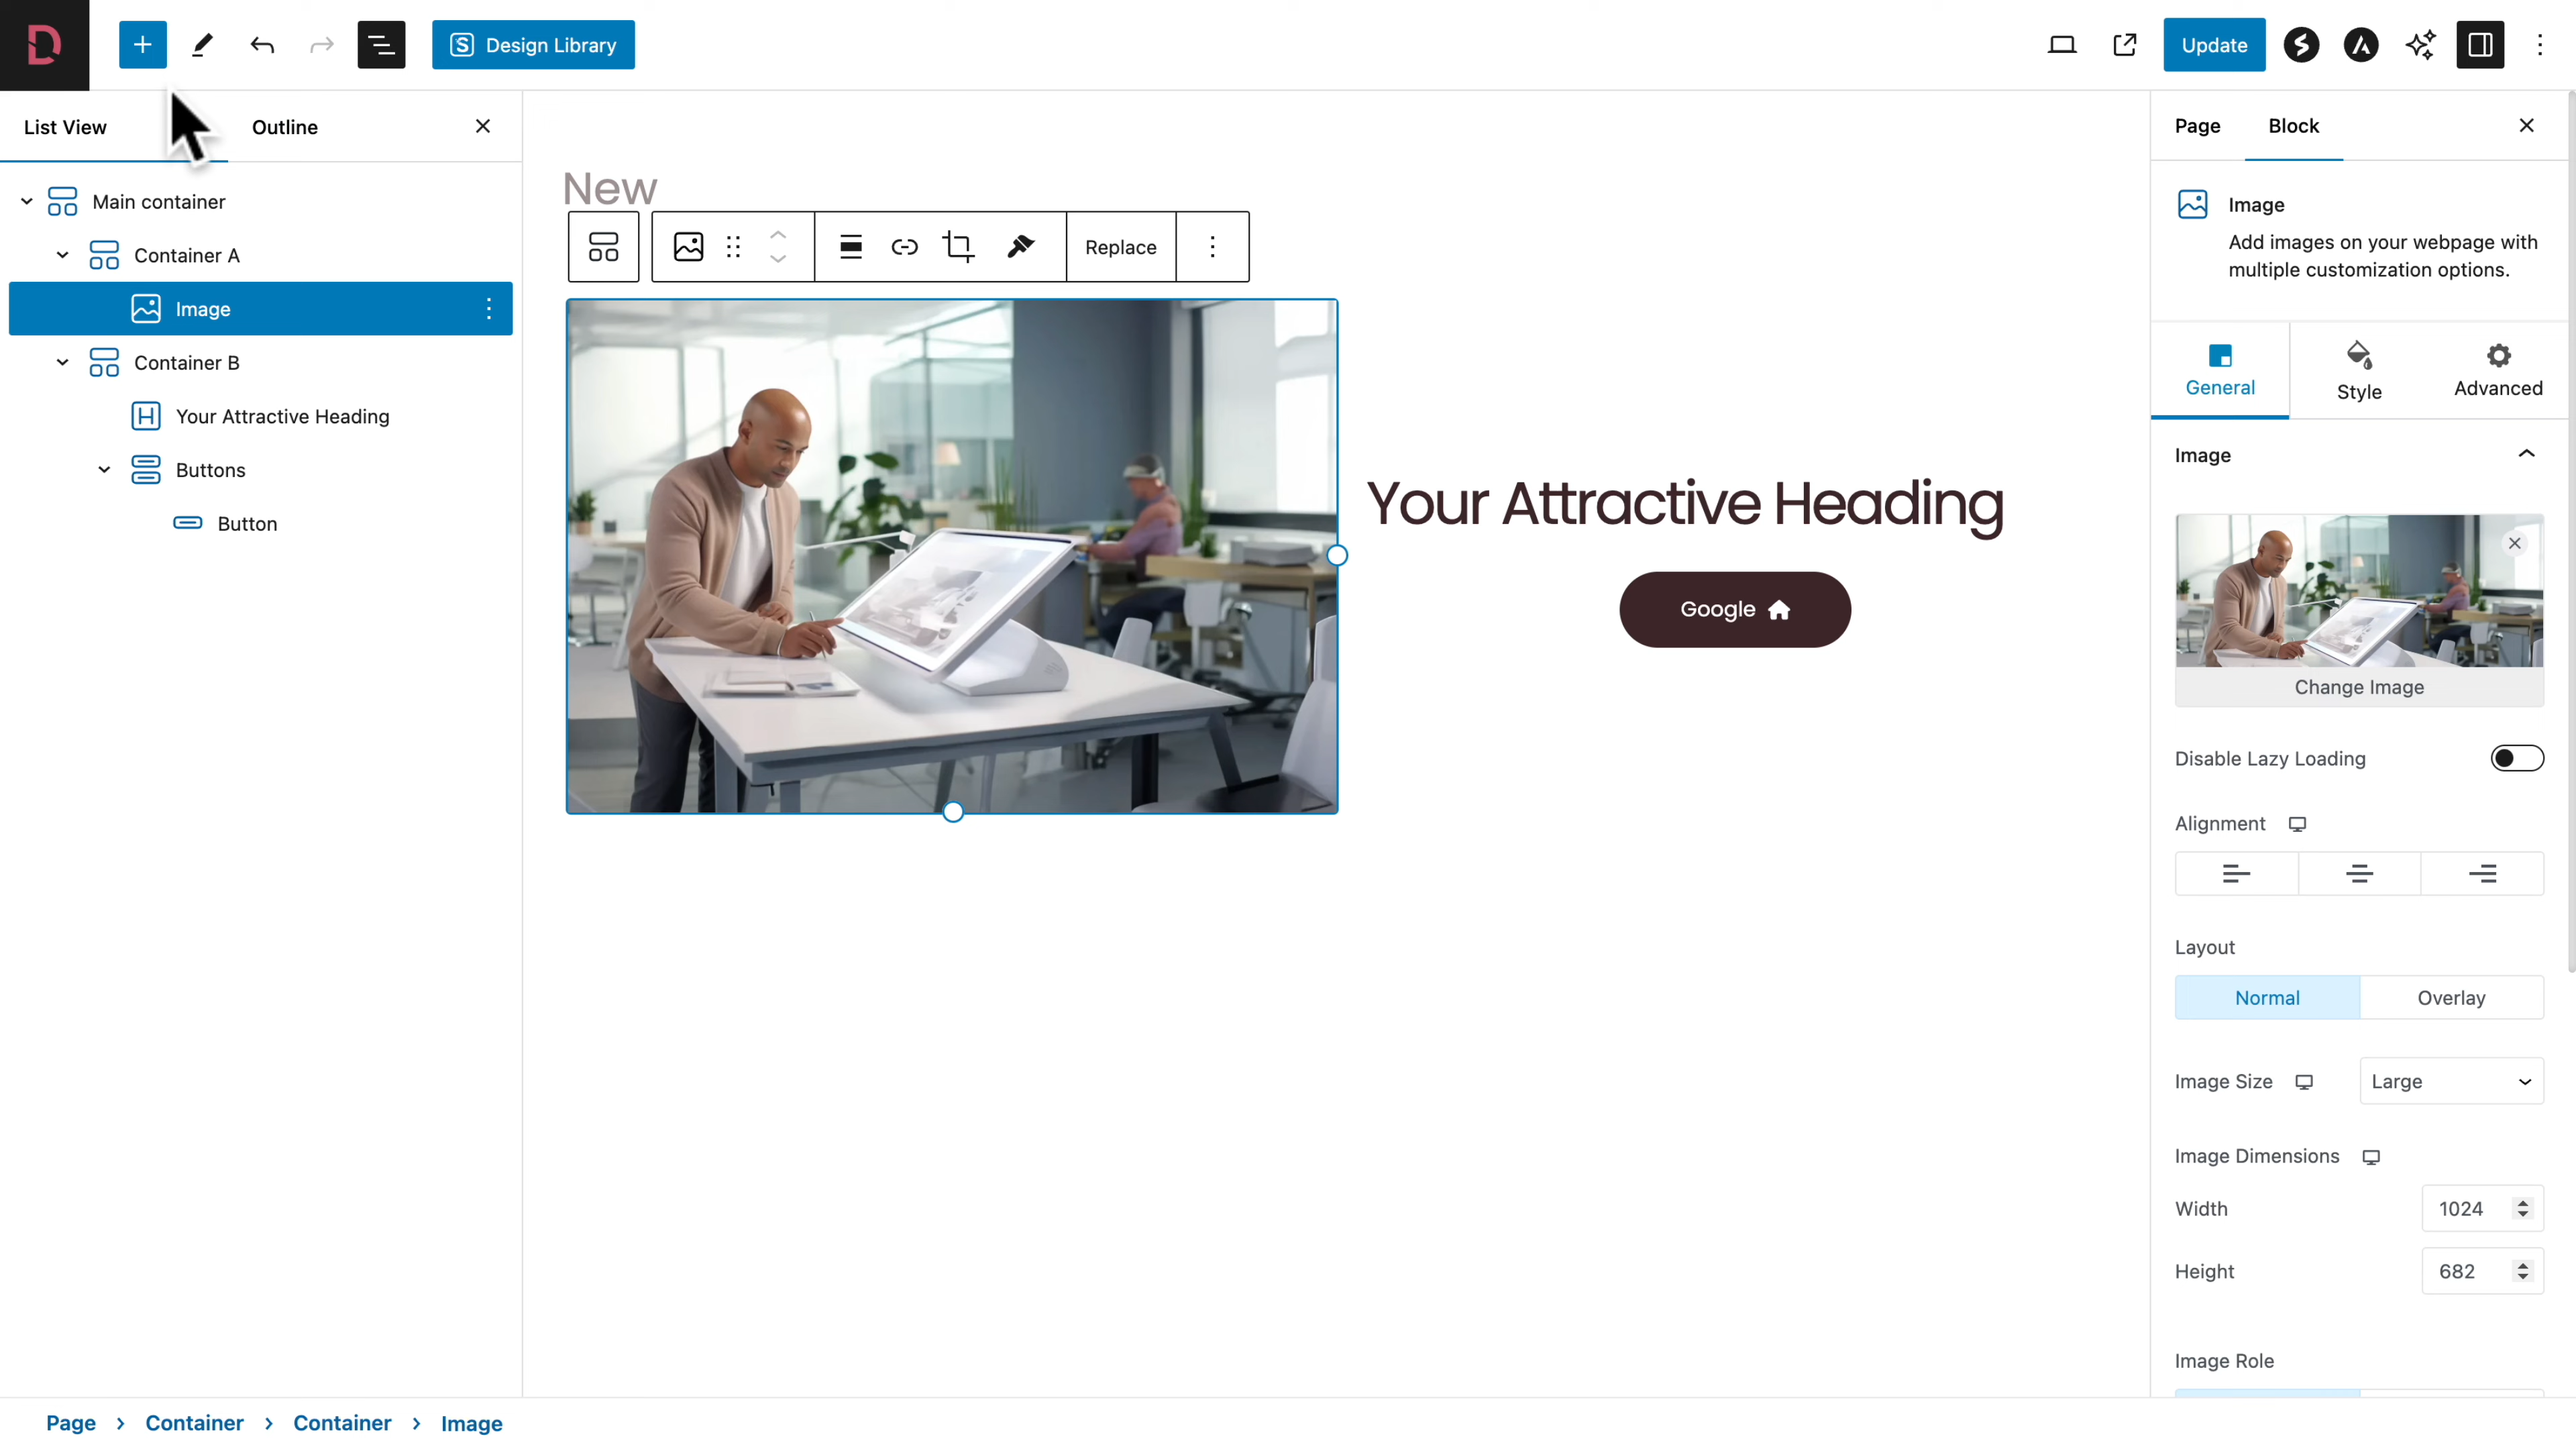 Design Library
Update
List View
Outline
Main container
Container A
Image
Container B
Your Attractive Heading
Buttons
Button
New
Replace
Your Attractive Heading
Google
Page
Block
Image
Add images on your webpage with
multiple customization options.
General
Style
Advanced
Image
Change Image
Disable Lazy Loading
Alignment
Layout
Normal
Overlay
Image Size
Large
Image Dimensions
Width
1024
Height
682
Image Role
Page › Container › Container › Image